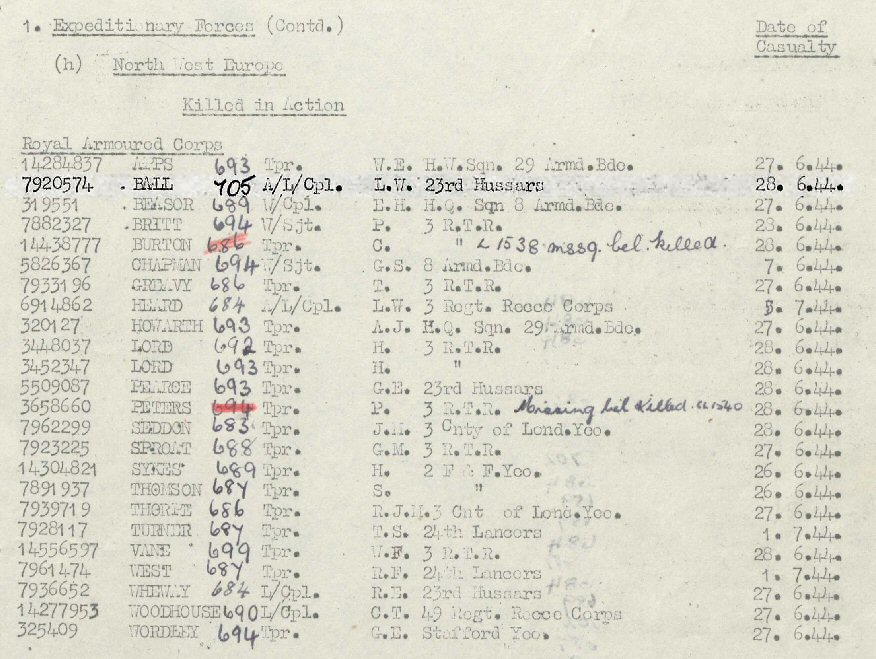 1. Expeditionary Forces (Contd.)
Date of
Casualty
(h) North West Europe
Killed in Action
Royal Armoured Corps
14284837 AMPS 693 Tpr. W.E. H.W.Sqn. 29 Armd.Bde. 27. 6.44.
7920574 . BALL 705 A/L/Cpl. L.W. 23rd Hussars 28. 6.44.
319551 . BEASOR 689 W/Cpl. E.H. H.Q. Sqn 8 Armd.Bde. 27. 6.44.
7882327 . BRITT 694 W/Sjt. P. 3 R.T.R. 28. 6.44.
14438777 BURTON 686 Tpr. C. " 1538 missg. bel. killed. 28. 6.44.
5826367 CHAPMAN 694 W/Sjt. G.S. 8 Armd.Bde. 7. 6.44.
7933196 GREAVY 686 Tpr. T. 3 R.T.R. 27. 6.44.
6914862 HEARD 684 A/L/Cpl. L.W. 3 Regt. Recce Corps 5. 7.44.
320127 HOWARTH 693 Tpr. A.J. H.Q. Sqn. 29 Armd.Bde. 27. 6.44.
3448037 LORD 692 Tpr. H. 3 R.T.R. 28. 6.44.
3452347 LORD 693 Tpr. H. " 28. 6.44.
5509087 PEARCE 693 Tpr. G.E. 23rd Hussars 28. 6.44.
3658660 PETERS 694 Tpr. P. 3 R.T.R. Missing bel killed. 1540 28. 6.44.
7962299 SEDDON 683 Tpr. J.M. 3 Cnty of Lond.Yeo. 28. 6.44.
7923225 SPROAT 688 Tpr. G.M. 3 R.T.R. 27. 6.44.
14304821 SYKES 689 Tpr. H. 2 F & F.Yeo. 26. 6.44.
7891937 THOMSON 687 Tpr. S. " 26. 6.44.
7939719 THORPE 686 Tpr. R.J.M. 3 Cnt of Lond.Yeo. 27. 6.44.
7928117 TURNER 687 Tpr. T.S. 24th Lancers 1. 7.44.
14556597 VANE 699 Tpr. W.F. 3 R.T.R. 28. 6.44.
7961474 WEST 687 Tpr. R.F. 24th Lancers 1. 7.44.
7936652 WHEWAY 684 L/Cpl. R.E. 23rd Hussars 27. 6.44.
14277953 WOODHOUSE 690 L/Cpl. C.T. 49 Regt. Recce Corps 27. 6.44.
325409 WORDLEY 694 Tpr. G.E. Stafford Yeo. 27. 6.44.